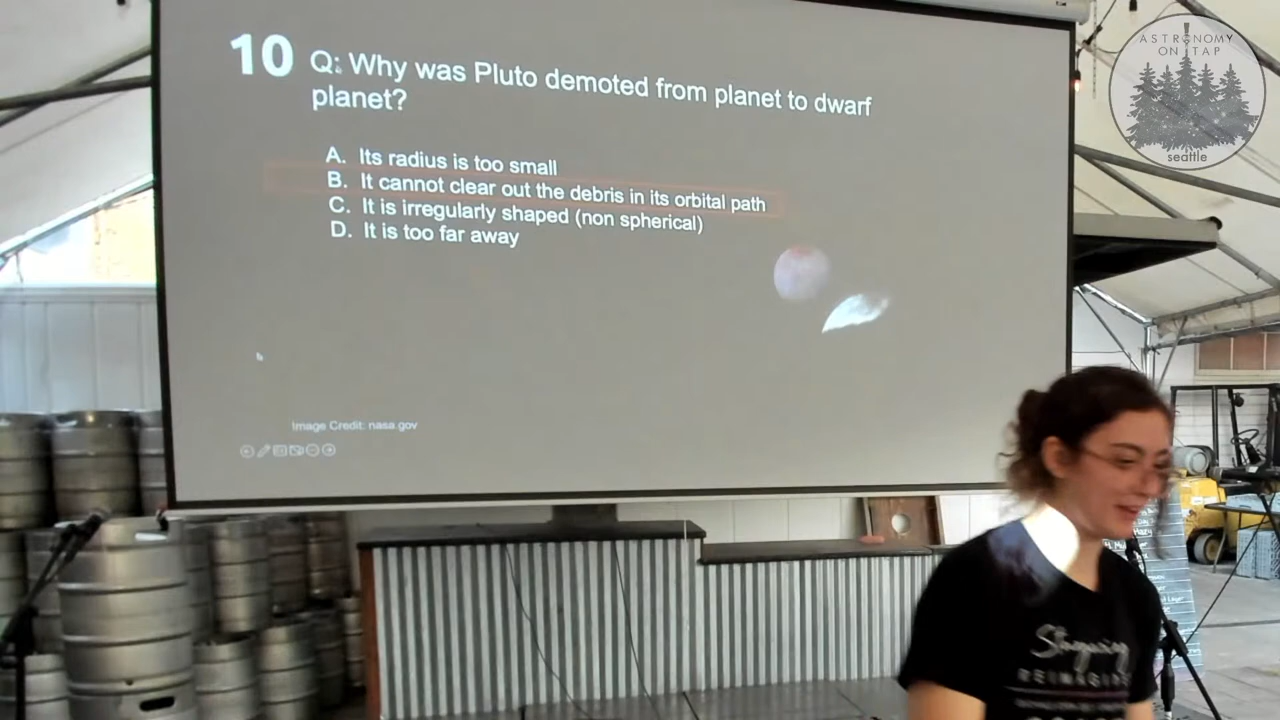 10 Q: Why was Pluto demoted from planet to dwarf
planet?
A. Its radius is too small
B. It cannot clear out the debris in its orbital path
C. It is irregularly shaped (non spherical)
D. It is too far away
Image Credit: nasa.gov
ASTRONOMY
ON TAP
seattle